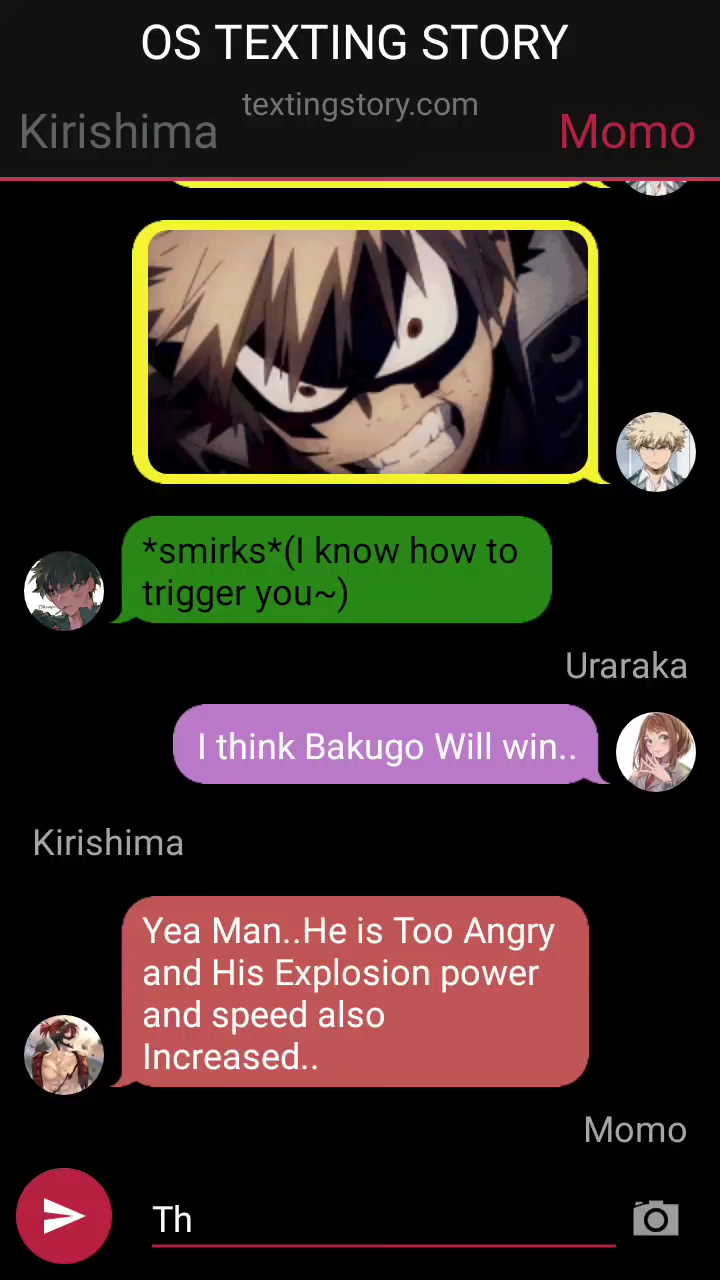 OS TEXTING STORY
textingstory.com
Kirishima
Momo
*smirks*(I know how to
trigger you~)
Uraraka
I think Bakugo Will win..
Kirishima
Yea Man..He is Too Angry
and His Explosion power
and speed also
Increased..
Momo
Th